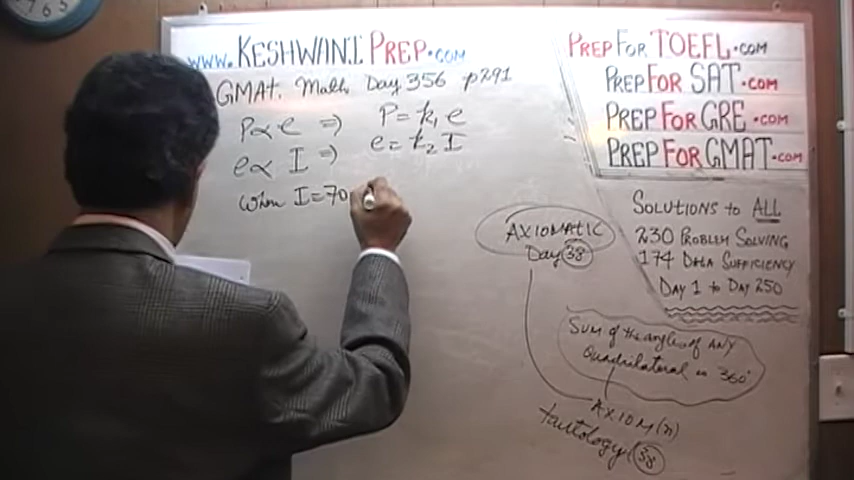 www.KESHWANIPREP.COM
GMAT. Math Day 356 p291
P∝e ⇒ P=k₁e
e∝ I ⇒ e=k₂I
When I=70
PREPFORTOEFL.COM
PREPFORSAT.COM
PREPFORGRE.COM
PREPFORGMAT.COM
SOLUTIONS to ALL
230 PROBLEM SOLVING
174 DATA SUFFICIENCY
DAY 1 to DAY 250
AXIOMATIC
Day 38
SUM of the angles of ANY
Quadrilateral is 360°
AXIOM(n)
tautology 38